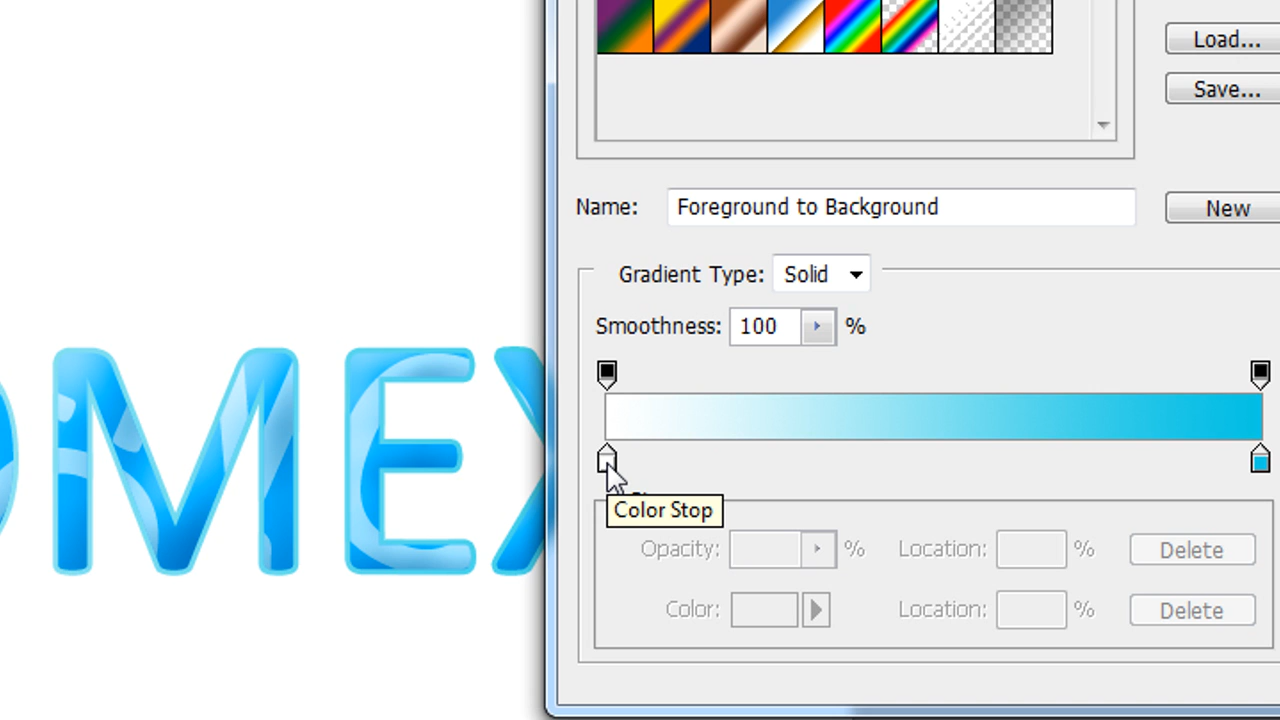 Load...
Save...
Name: Foreground to Background New
Gradient Type: Solid
Smoothness: 100 %
OMEX
Color Stop
Opacity: % Location: % Delete
Color: Location: % Delete